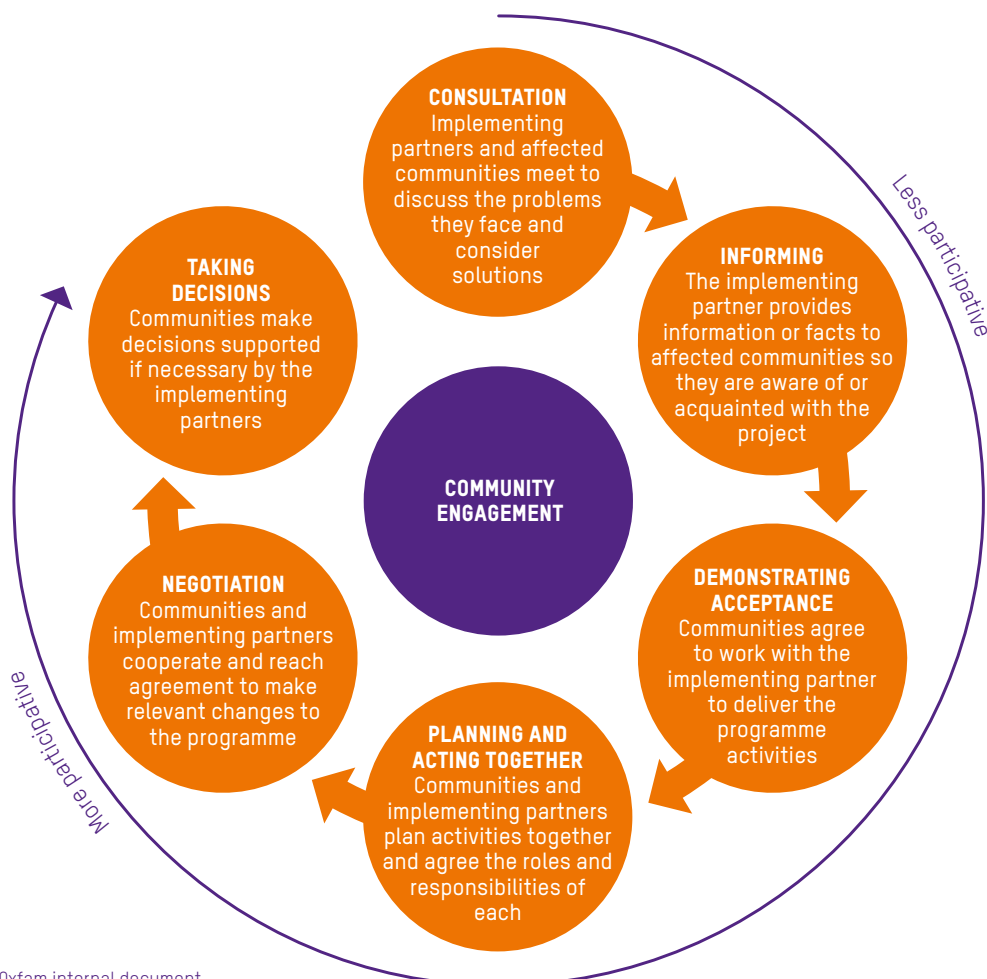 CONSULTATION
Implementing
partners and affected
communities meet to
discuss the problems
they face and
consider
solutions
Less participative
INFORMING
The implementing
partner provides
information or facts to
affected communities so
they are aware of or
acquainted with the
project
DEMONSTRATING
ACCEPTANCE
Communities agree
to work with the
implementing partner
to deliver the
programme
activities
PLANNING AND
ACTING TOGETHER
Communities and
implementing partners
plan activities together
and agree the roles and
responsibilities of
each
NEGOTIATION
Communities and
implementing partners
cooperate and reach
agreement to make
relevant changes to
the programme
More participative
TAKING
DECISIONS
Communities make
decisions supported
if necessary by the
implementing
partners
COMMUNITY
ENGAGEMENT
Oxfam internal document